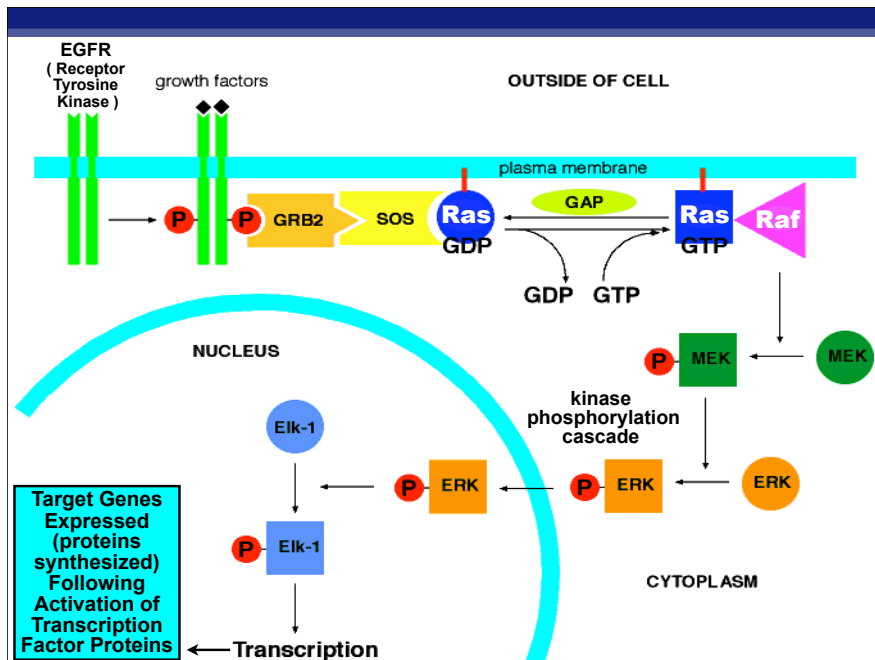 EGFR
( Receptor
Tyrosine
Kinase )
growth factors
OUTSIDE OF CELL
plasma membrane
P
P
GRB2
SOS
Ras
GDP
GAP
Ras
GTP
Raf
GDP
GTP
NUCLEUS
P
MEK
MEK
kinase
phosphorylation
cascade
Elk-1
P
ERK
P
ERK
ERK
P
Elk-1
CYTOPLASM
Target Genes
Expressed
(proteins
synthesized)
Following
Activation of
Transcription
Factor Proteins
Transcription